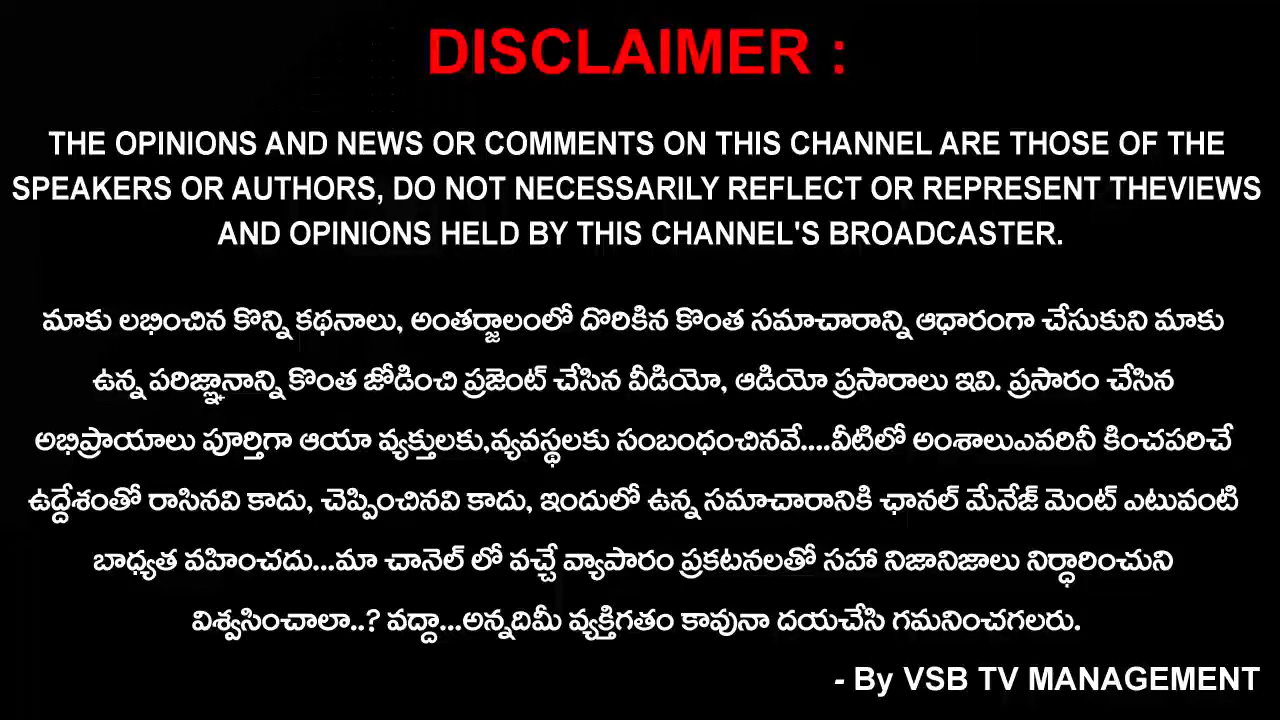 DISCLAIMER :
THE OPINIONS AND NEWS OR COMMENTS ON THIS CHANNEL ARE THOSE OF THE
SPEAKERS OR AUTHORS, DO NOT NECESSARILY REFLECT OR REPRESENT THEVIEWS
AND OPINIONS HELD BY THIS CHANNEL'S BROADCASTER.
మాకు లభించిన కొన్ని కథనాలు, అంతర్జాలంలో దొరికిన కొంత సమాచారాన్ని ఆధారంగా చేసుకుని మాకు
ఉన్న పరిజ్ఞానాన్ని కొంత జోడించి ప్రజెంట్ చేసిన వీడియో, ఆడియో ప్రసారాలు ఇవి. ప్రసారం చేసిన
అభిప్రాయాలు పూర్తిగా ఆయా వ్యక్తులకు,వ్యవస్థలకు సంబంధంచినవే....వీటిలో అంశాలుఎవరినీ కించపరిచే
ఉద్దేశంతో రాసినవి కాదు, చెప్పించినవి కాదు, ఇందులో ఉన్న సమాచారానికి ఛానల్ మేనేజ్ మెంట్ ఎటువంటి
బాధ్యత వహించదు...మా చానెల్ లో వచ్చే వ్యాపారం ప్రకటనలతో సహా నిజానిజాలు నిర్ధారించుని
విశ్వసించాలా..? వద్దా...అన్నదిమీ వ్యక్తిగతం కావునా దయచేసి గమనించగలరు.
- By VSB TV MANAGEMENT